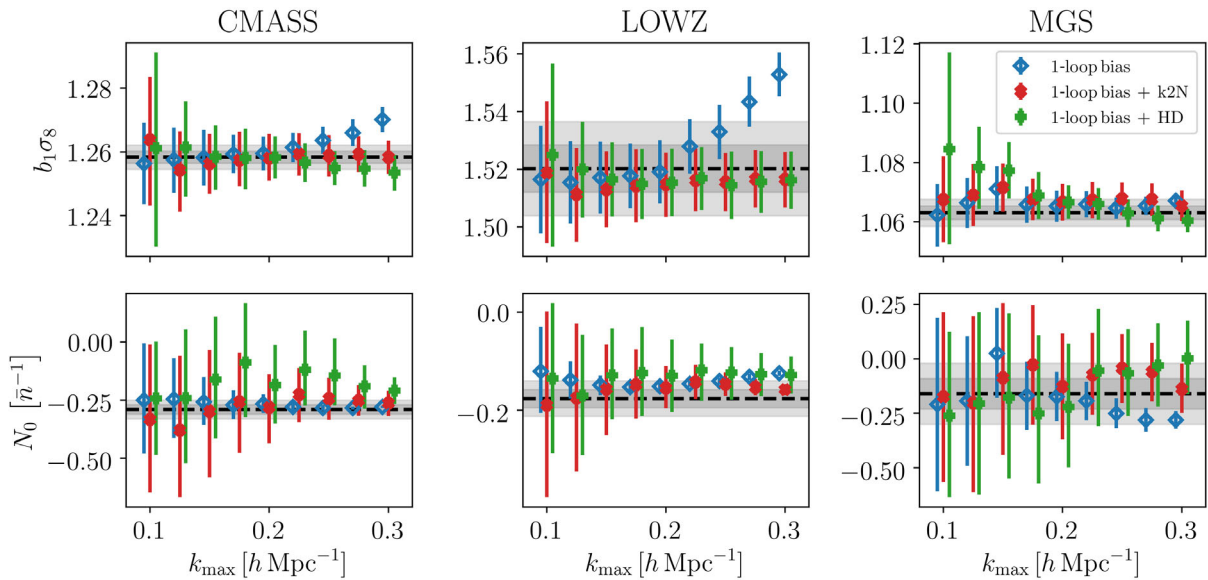 CMASS LOWZ MGS
1.28
1.26
1.24
b₁σ₈
1.56
1.54
1.52
1.50
1.12
1.10
1.08
1.06
1-loop bias
1-loop bias + k2N
1-loop bias + HD
0.00
−0.25
−0.50
N₀ [n̄⁻¹]
0.0
−0.2
0.25
0.00
−0.25
−0.50
0.1 0.2 0.3 0.1 0.2 0.3 0.1 0.2 0.3
k_max [h Mpc⁻¹] k_max [h Mpc⁻¹] k_max [h Mpc⁻¹]